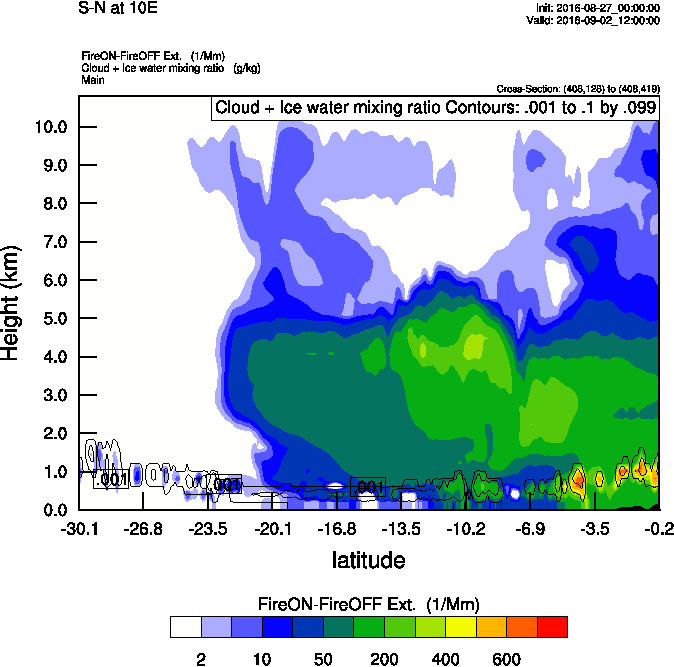 S-N at 10E
Init: 2016-08-27_00:00:00
Valid: 2016-09-02_12:00:00
FireON-FireOFF Ext. (1/Mm)
Cloud + Ice water mixing ratio (g/kg)
Main
Cross-Section: (408,128) to (408,419)
Cloud + Ice water mixing ratio Contours: .001 to .1 by .099
10.0
9.0
8.0
7.0
6.0
5.0
4.0
3.0
2.0
1.0
0.0
Height (km)
.001
.001
.001
-30.1 -26.8 -23.5 -20.1 -16.8 -13.5 -10.2 -6.9 -3.5 -0.2
latitude
FireON-FireOFF Ext. (1/Mm)
2 10 50 200 400 600